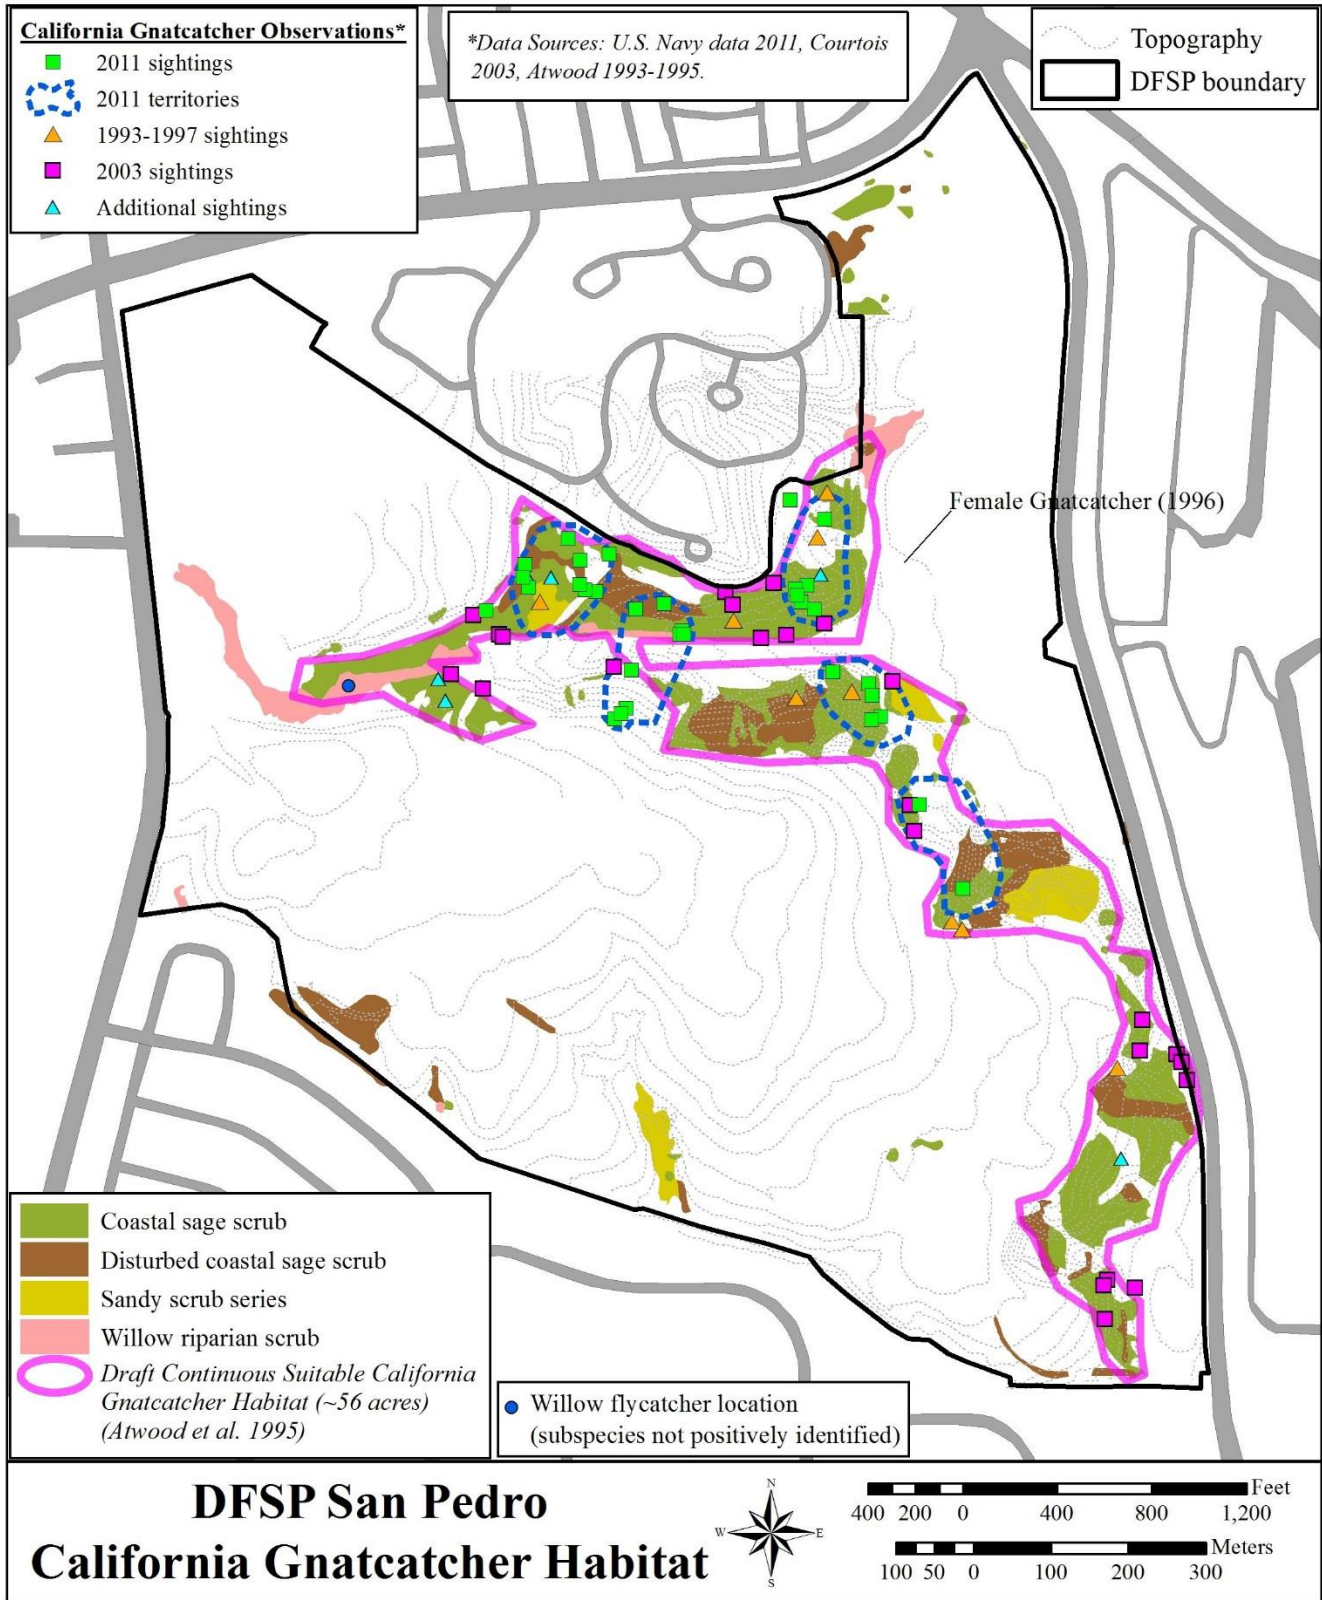 California Gnatcatcher Observations*
2011 sightings
2011 territories
1993-1997 sightings
2003 sightings
Additional sightings
*Data Sources: U.S. Navy data 2011, Courtois
2003, Atwood 1993-1995.
Topography
DFSP boundary
Female Gnatcatcher (1996)
Coastal sage scrub
Disturbed coastal sage scrub
Sandy scrub series
Willow riparian scrub
Draft Continuous Suitable California
Gnatcatcher Habitat (~56 acres)
(Atwood et al. 1995)
Willow flycatcher location
(subspecies not positively identified)
DFSP San Pedro
California Gnatcatcher Habitat
N
W
E
S
Feet
400 200 0 400 800 1,200
Meters
100 50 0 100 200 300